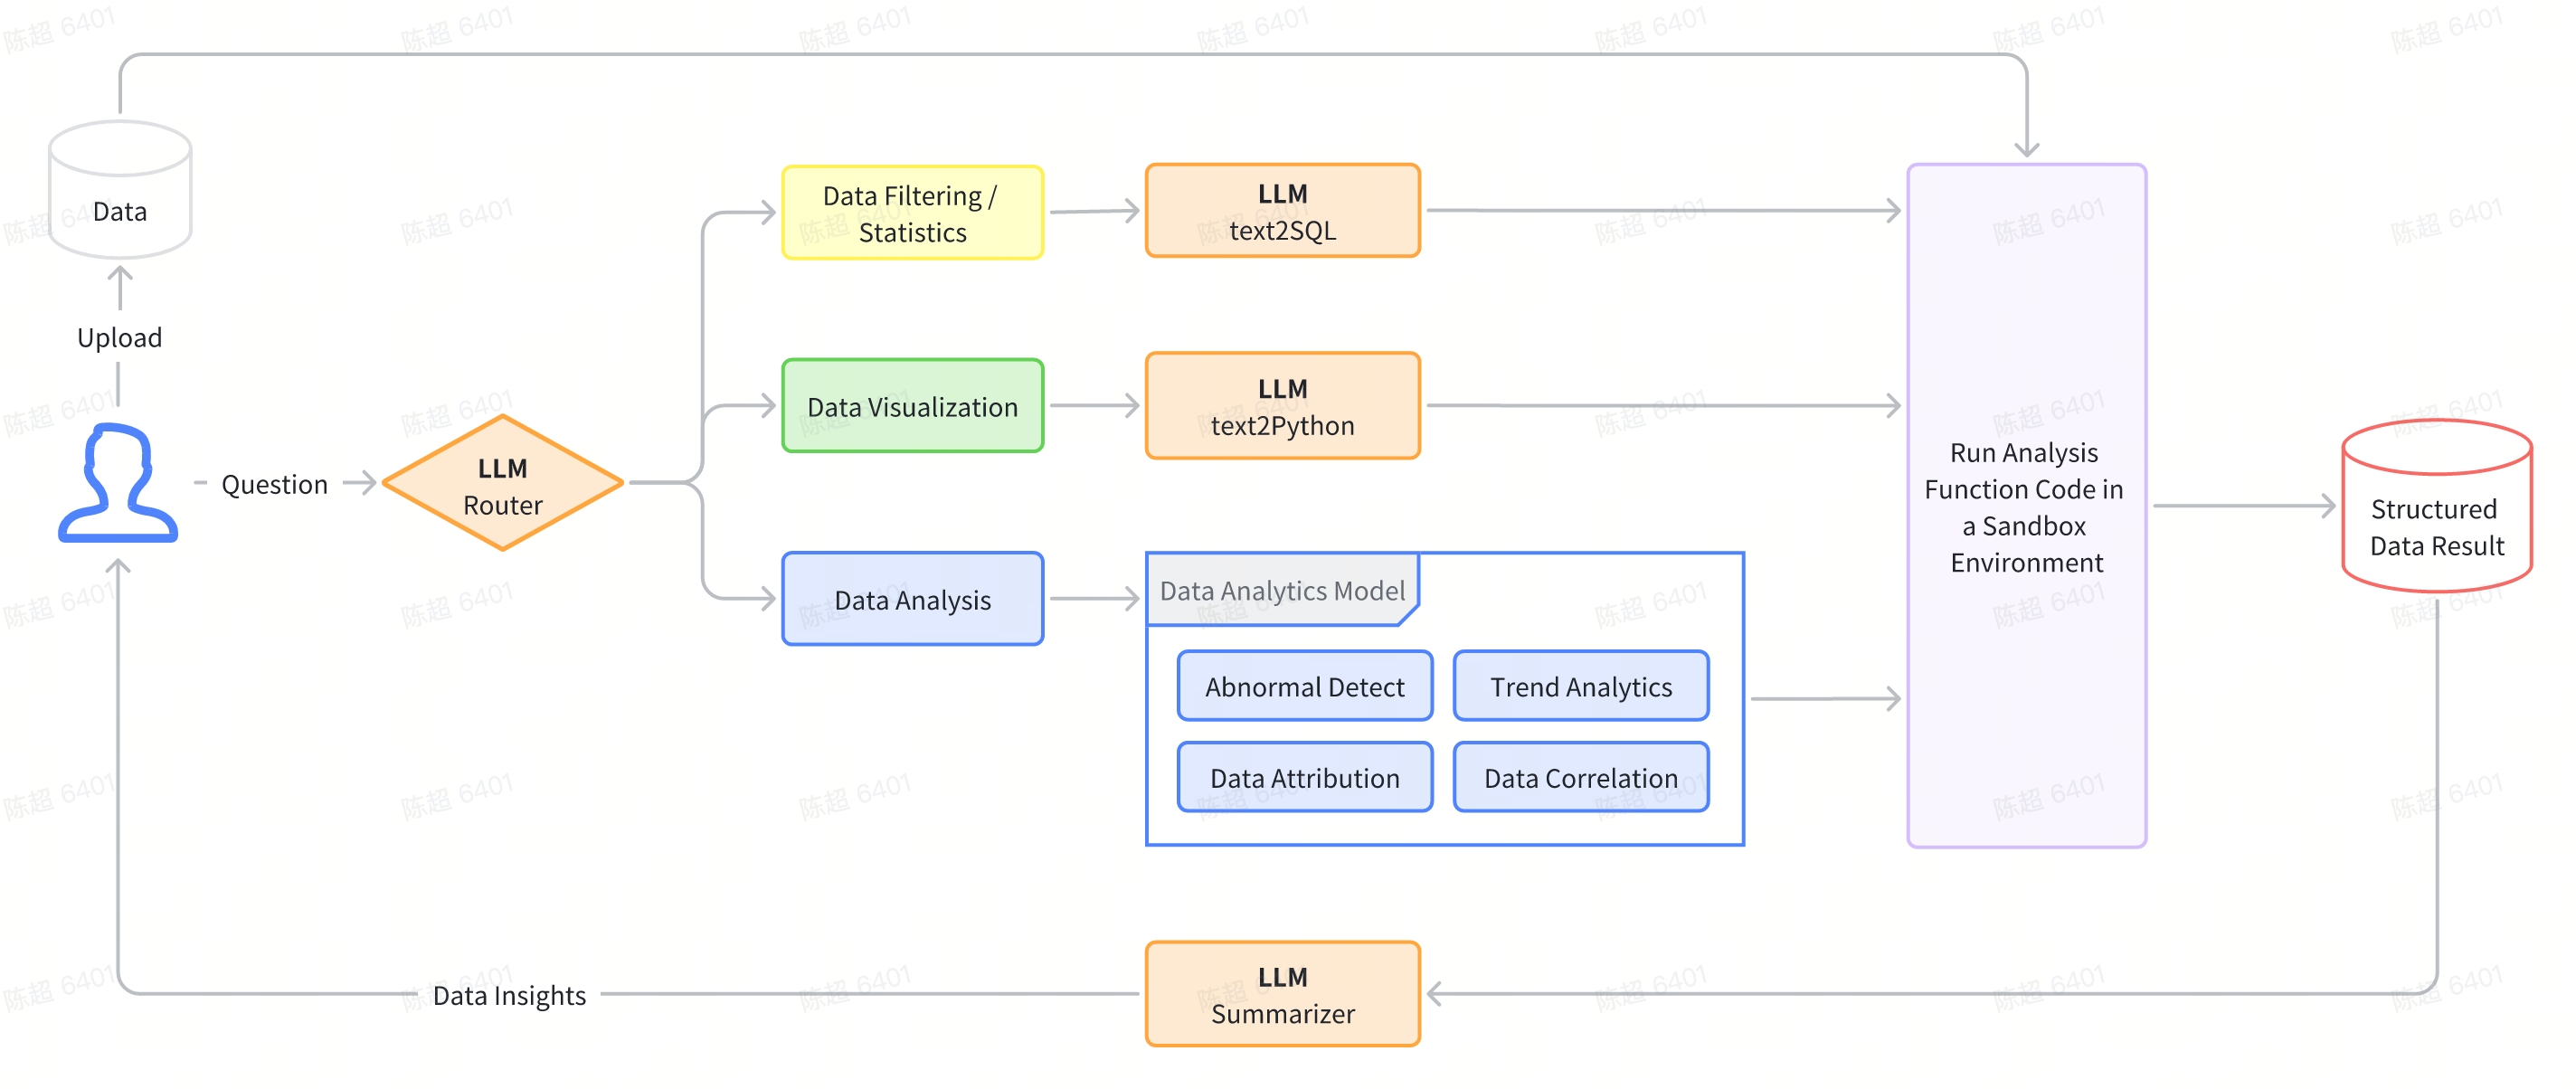 Data
Upload
Question
LLM
Router
Data Filtering /
Statistics
LLM
text2SQL
Data Visualization
LLM
text2Python
Data Analysis
Data Analytics Model
Abnormal Detect
Trend Analytics
Data Attribution
Data Correlation
Run Analysis
Function Code in
a Sandbox
Environment
Structured
Data Result
LLM
Summarizer
Data Insights
陈超 6401